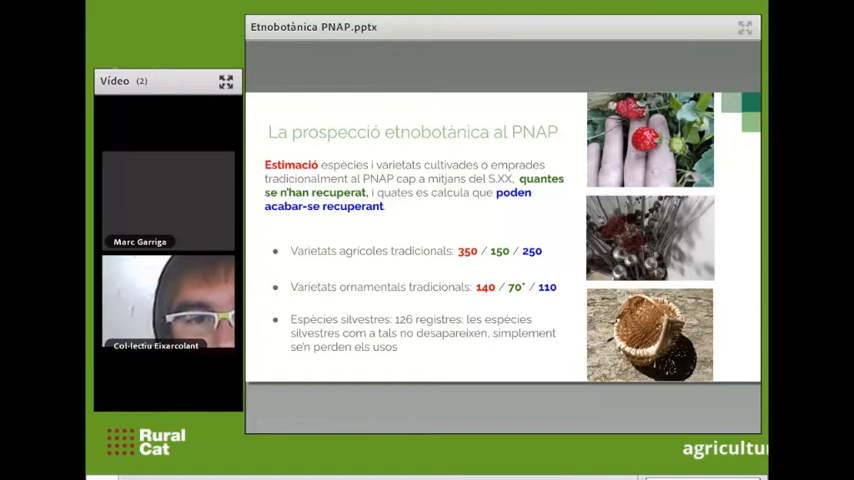 Etnobotànica PNAP.pptx
Vídeo (2)
Marc Garriga
Col·lectiu Eixarcolant
La prospecció etnobotànica al PNAP
Estimació espècies i varietats cultivades o emprades
tradicionalment al PNAP cap a mitjans del S.XX, quantes
se n'han recuperat, i quates es calcula que poden
acabar-se recuperant.
● Varietats agrícoles tradicionals: 350 / 150 / 250
● Varietats ornamentals tradicionals: 140 / 70* / 110
● Espècies silvestres: 126 registres: les espècies
silvestres com a tals no desapareixen, simplement
se'n perden els usos
Rural
Cat
agricultur